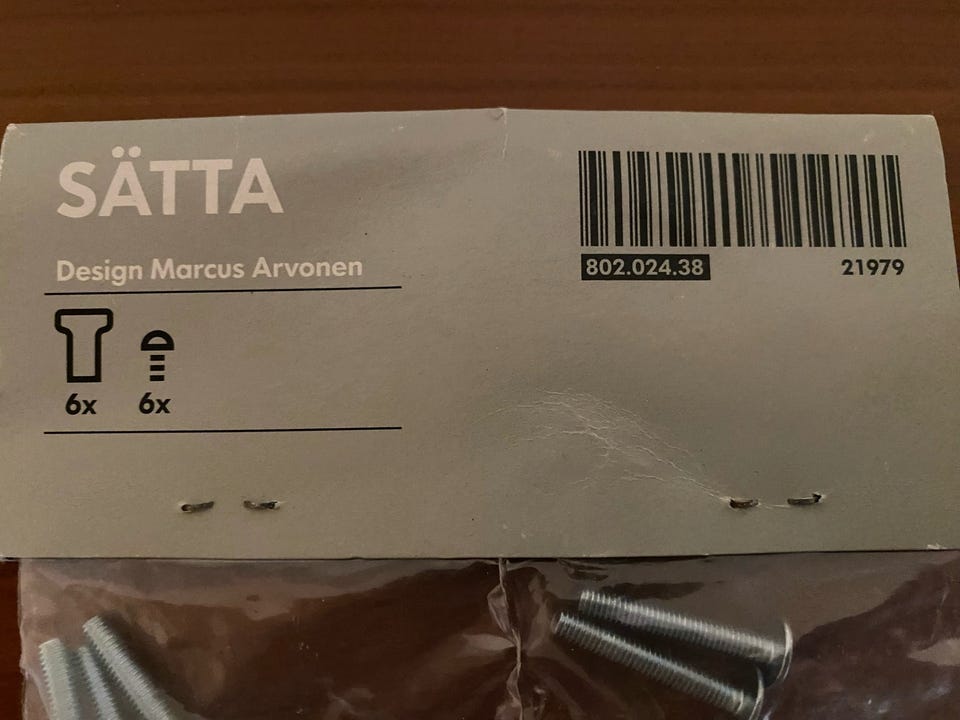 SÄTTA
Design Marcus Arvonen
6x 6x
802.024.38 21979